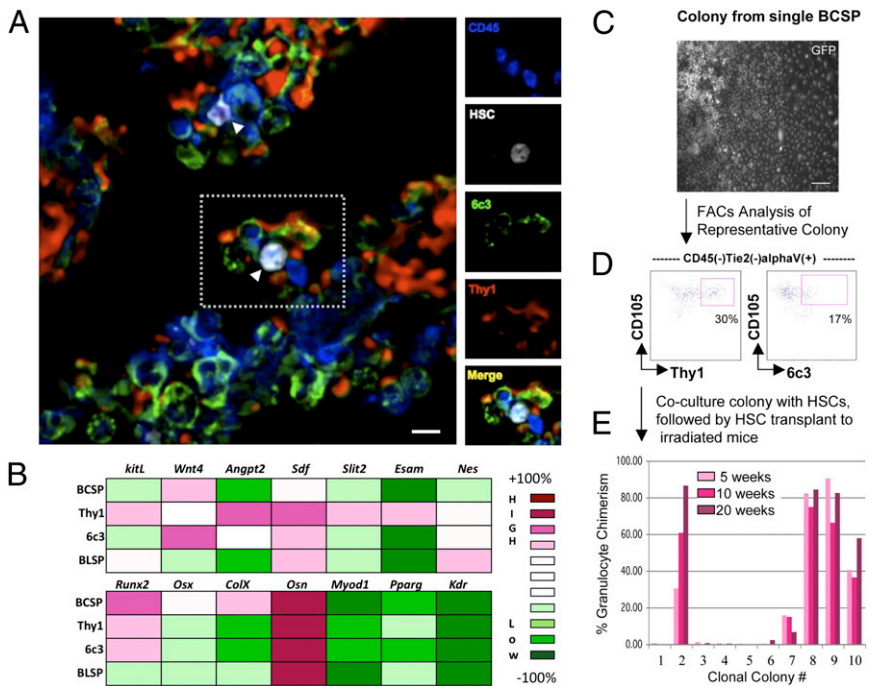 A
CD45
HSC
6c3
Thy1
Merge
B
kitL Wnt4 Angpt2 Sdf Slit2 Esam Nes
BCSP
Thy1
6c3
BLSP
Runx2 Osx ColX Osn Myod1 Pparg Kdr
BCSP
Thy1
6c3
BLSP
+100%
H
I
G
H
L
o
w
-100%
C
Colony from single BCSP
GFP
FACs Analysis of
Representative Colony
D
------- CD45(-)Tie2(-)alphaV(+) --------
CD105
30%
Thy1
CD105
17%
6c3
Co-culture colony with HSCs,
followed by HSC transplant to
irradiated mice
E
% Granulocyte Chimerism
100.00
80.00
60.00
40.00
20.00
0.00
5 weeks
10 weeks
20 weeks
1 2 3 4 5 6 7 8 9 10
Clonal Colony #